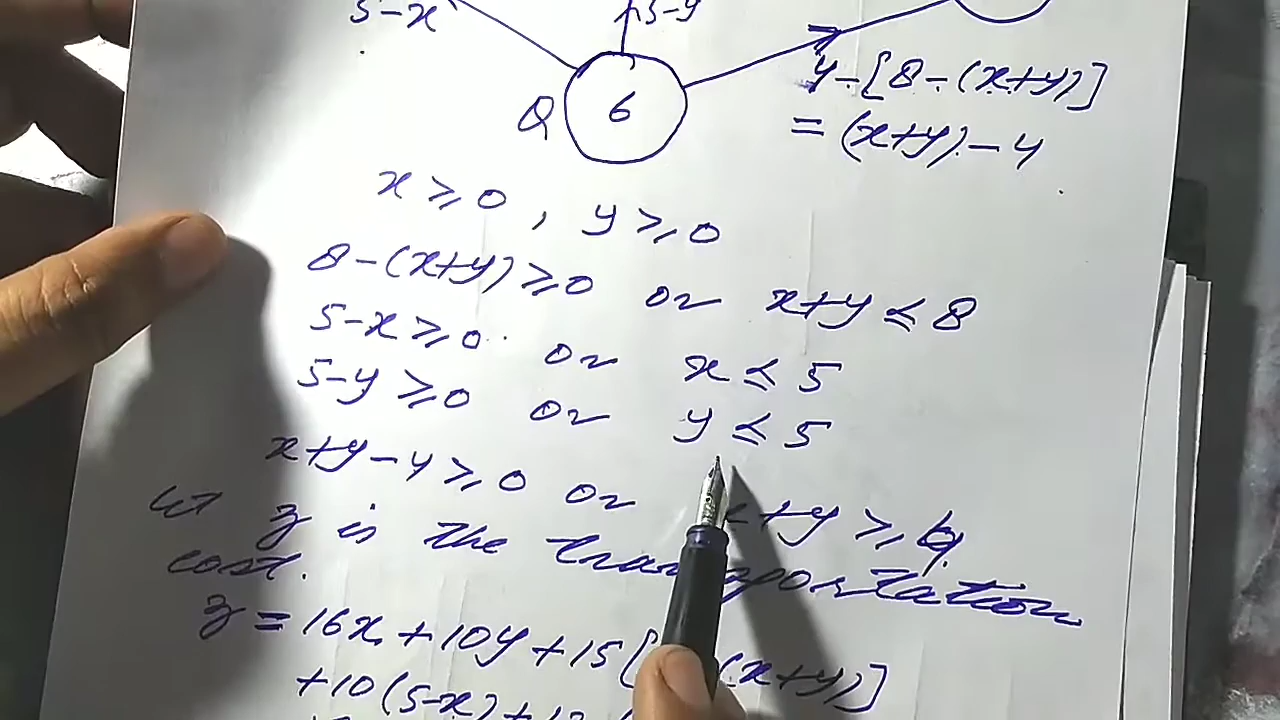 5-x 5-y
y-[8-(x+y)]
Q 6
=(x+y)-4
x≥0, y≥0
8-(x+y)≥0 or x+y≤8
5-x≥0 or x≤5
5-y≥0 or y≤5
x+y-4≥0 or x+y≥4
Let z is the transportation
cost.
z=16x+10y+15[ (x+y)]
+10(5-x)+12